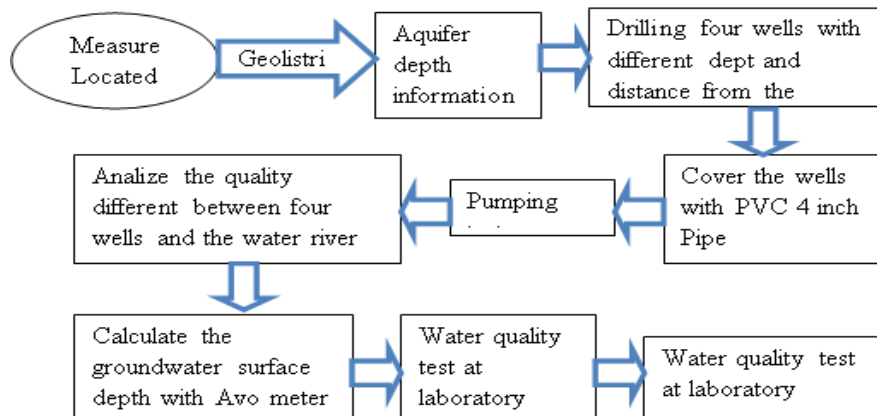 Measure
Located
Geolistri
Aquifer
depth
information
Drilling four wells with
different dept and
distance from the
Cover the wells
with PVC 4 inch
Pipe
Pumping
Analize the quality
different between four
wells and the water river
Calculate the
groundwater surface
depth with Avo meter
Water quality
test at
laboratory
Water quality test
at laboratory